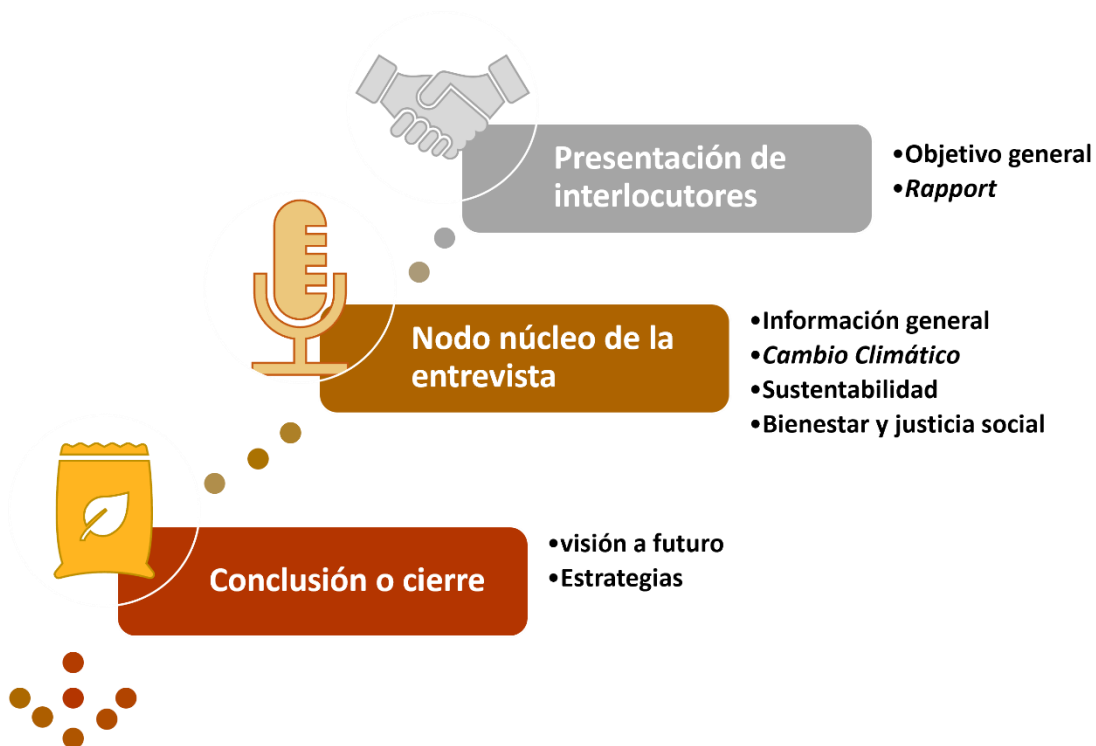 Presentación de
interlocutores
•Objetivo general
•Rapport
Nodo núcleo de la
entrevista
•Información general
•Cambio Climático
•Sustentabilidad
•Bienestar y justicia social
Conclusión o cierre
•visión a futuro
•Estrategias